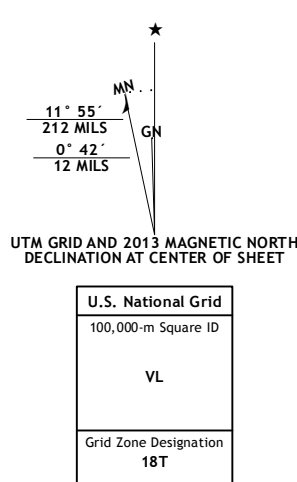 ★
MN
11° 55´
212 MILS
GN
0° 42´
12 MILS
UTM GRID AND 2013 MAGNETIC NORTH
DECLINATION AT CENTER OF SHEET
U.S. National Grid
100,000-m Square ID
VL
Grid Zone Designation
18T